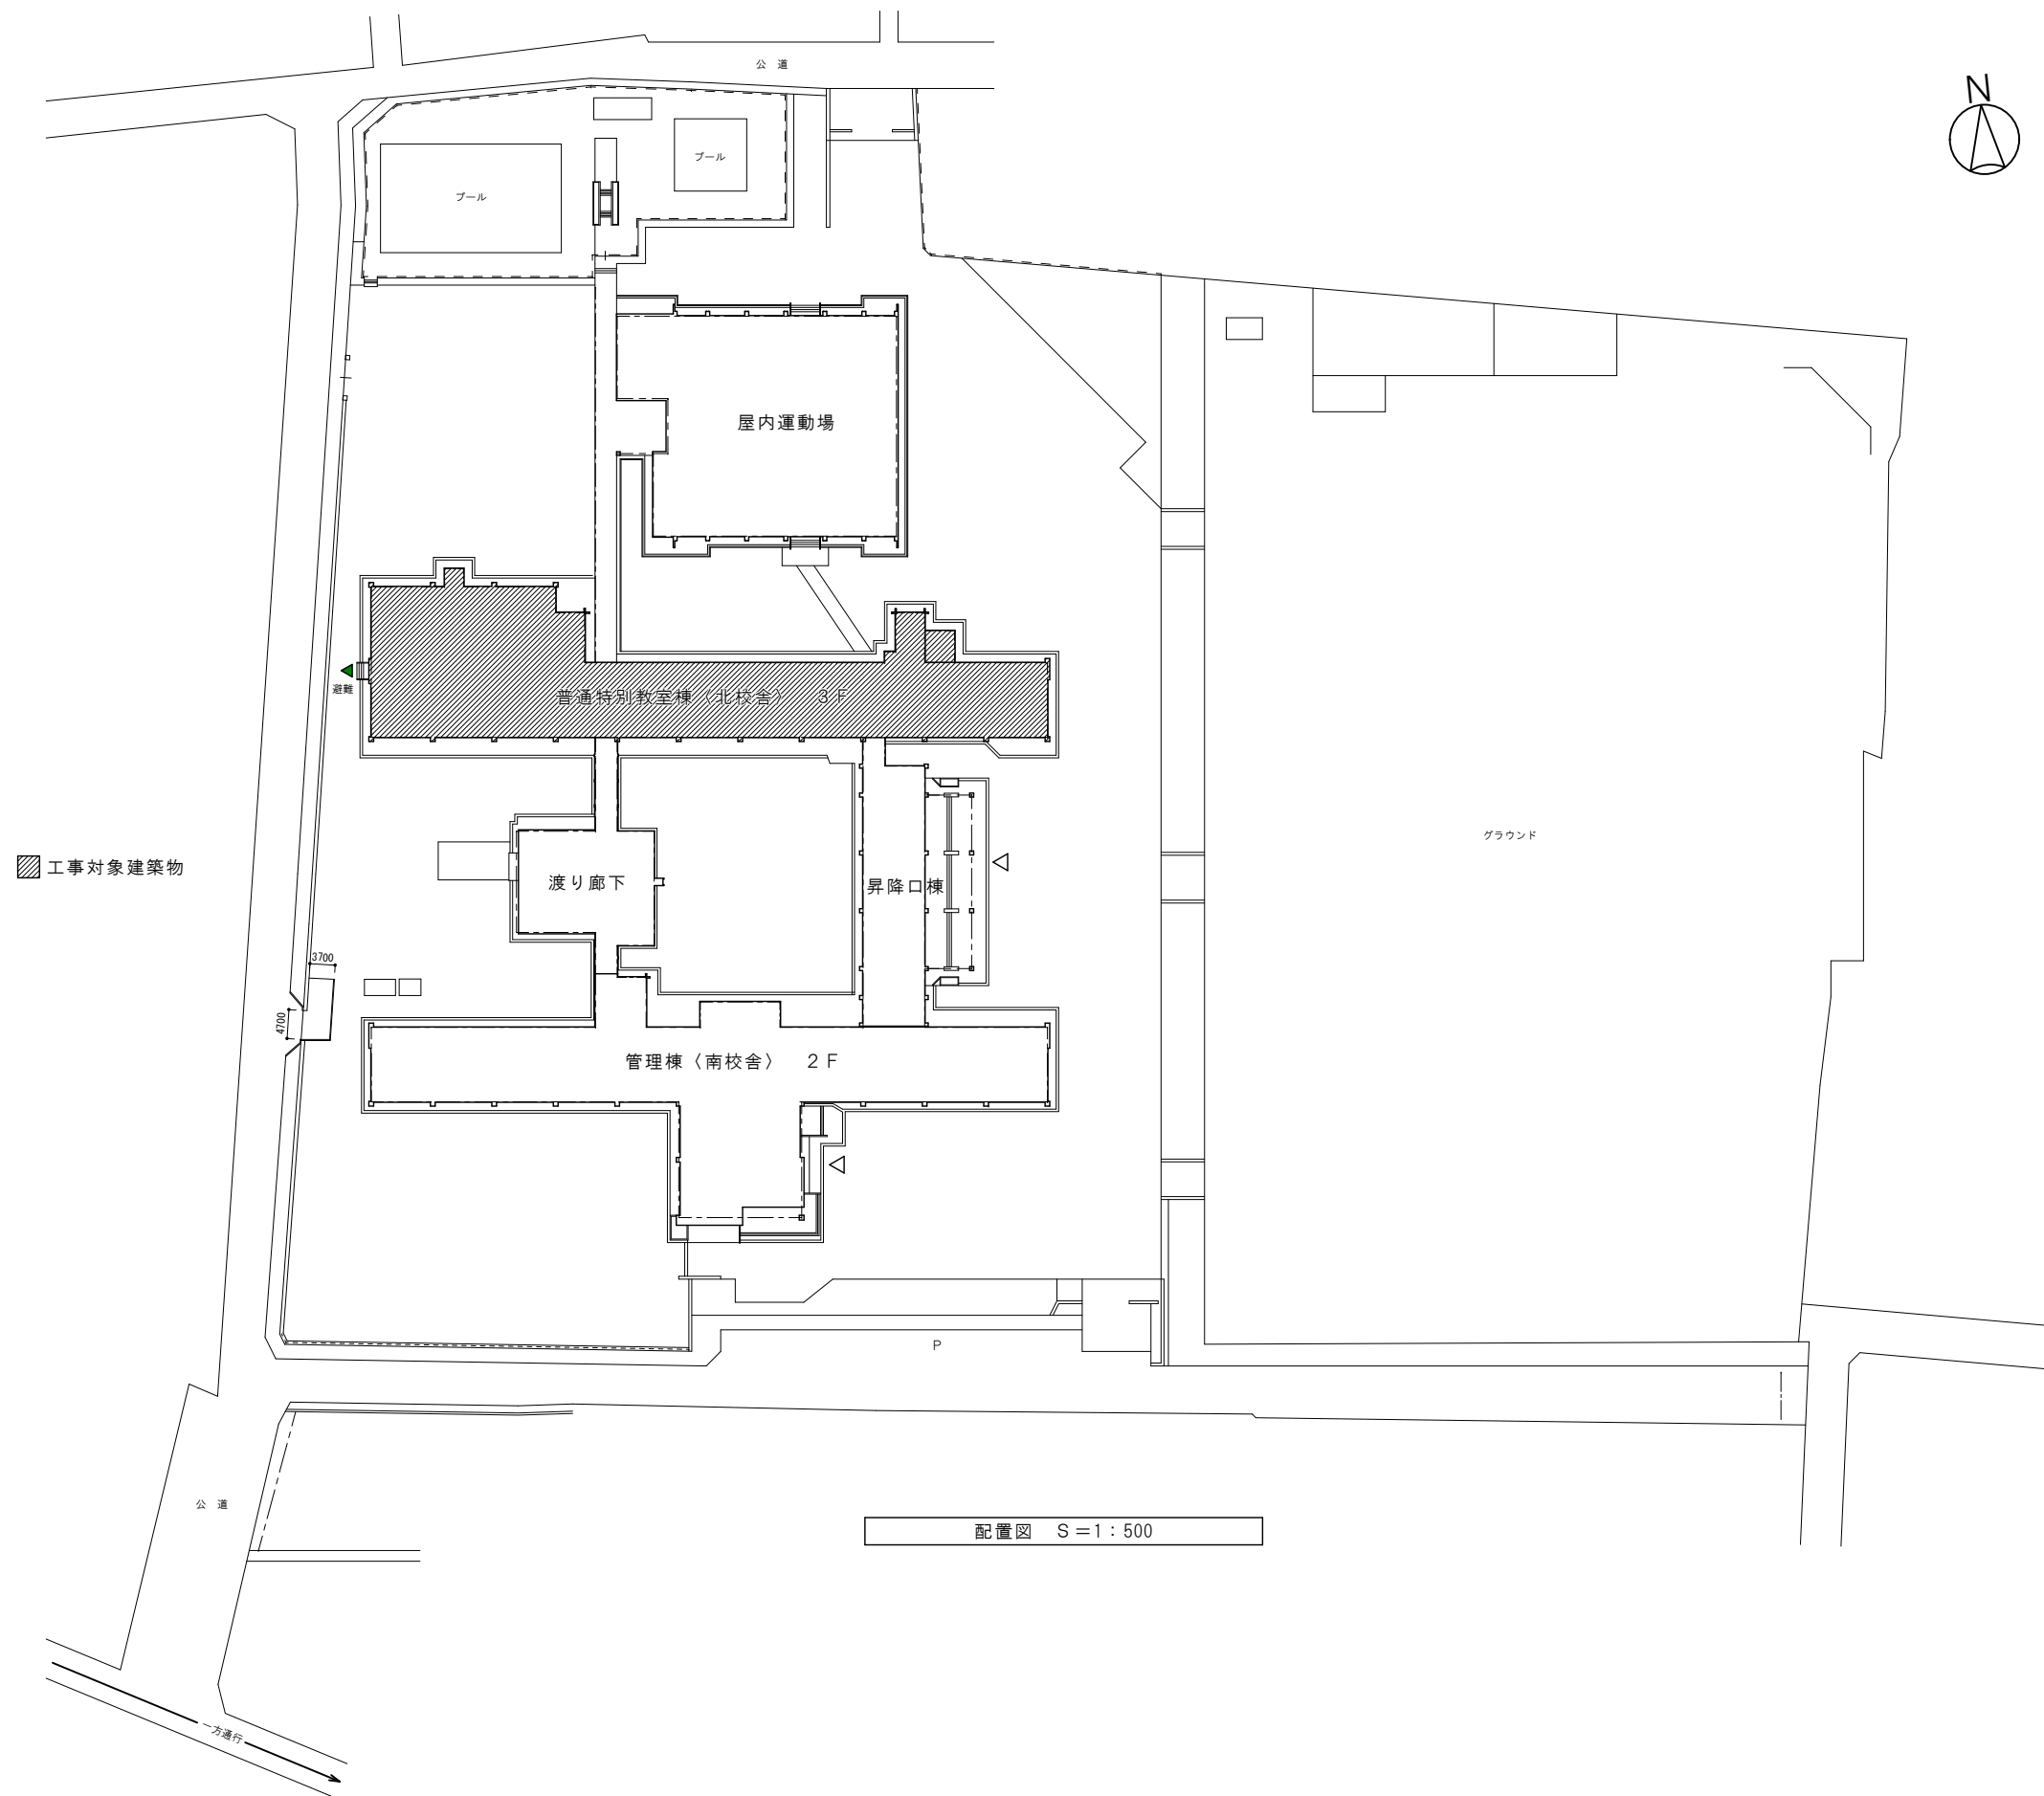 公 道
N
プール
プール
屋内運動場
避難
普通特別教室棟〈北校舎〉 3F
グラウンド
工事対象建築物
渡り廊下
昇降口棟
3700
4700
管理棟〈南校舎〉 2F
P
公 道
配置図 S=1:500
一方通行